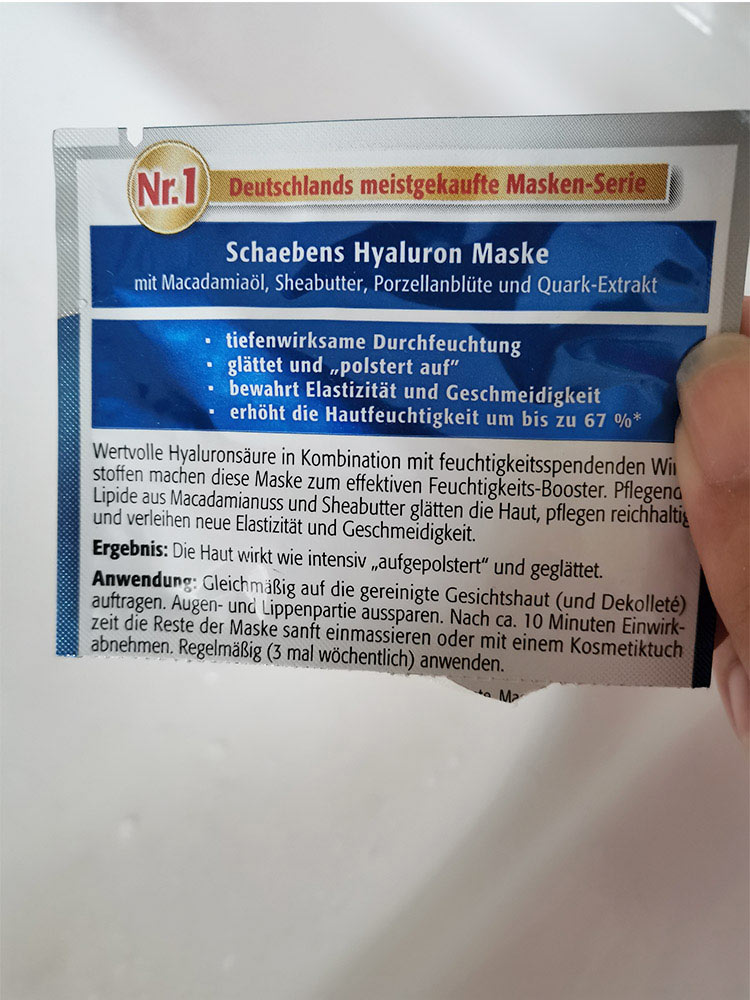 Nr.1
Deutschlands meistgekaufte Masken-Serie
Schaebens Hyaluron Maske
mit Macadamiaöl, Sheabutter, Porzellanblüte und Quark-Extrakt
· tiefenwirksame Durchfeuchtung
· glättet und „polstert auf”
· bewahrt Elastizität und Geschmeidigkeit
· erhöht die Hautfeuchtigkeit um bis zu 67 %*
Wertvolle Hyaluronsäure in Kombination mit feuchtigkeitsspendenden
stoffen machen diese Maske zum effektiven Feuchtigkeits-Booster.
Lipide aus Macadamianuss und Sheabutter glätten die Haut, pflegen reichhaltig
und verleihen neue Elastizität und Geschmeidigkeit.
Ergebnis: Die Haut wirkt wie intensiv „aufgepolstert” und geglättet.
Anwendung: Gleichmäßig auf die gereinigte Gesichtshaut (und Dekolleté)
auftragen. Augen- und Lippenpartie aussparen. Nach ca. 10 Minuten Einwirk-
zeit die Reste der Maske sanft einmassieren oder mit einem Kosmetiktuch
abnehmen. Regelmäßig (3 mal wöchentlich) anwenden.